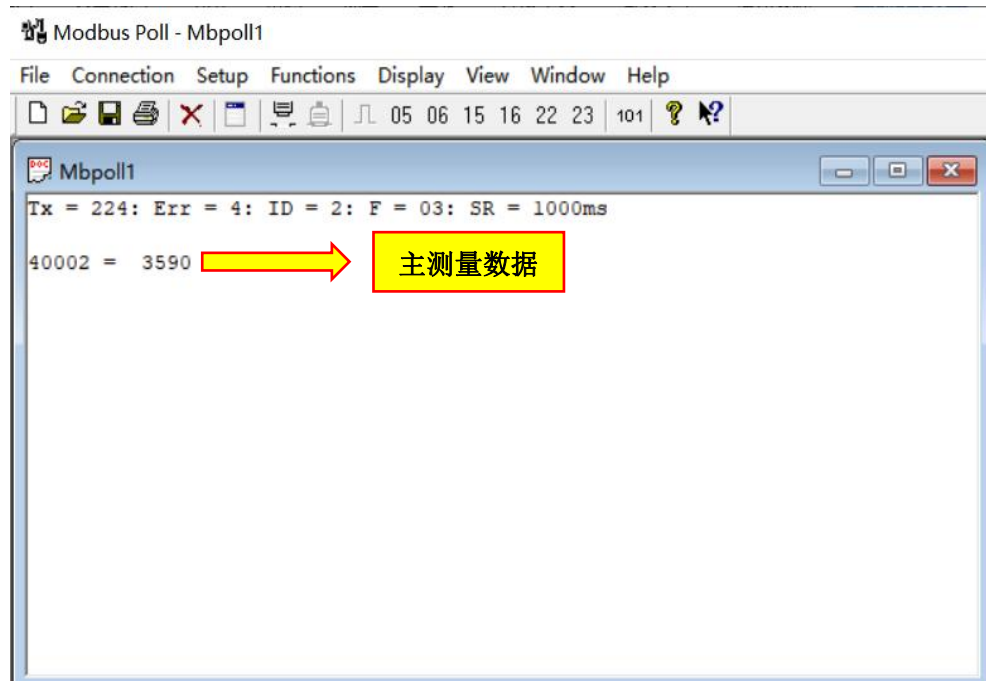 Modbus Poll - Mbpoll1
File Connection Setup Functions Display View Window Help
05 06 15 16 22 23 101
Mbpoll1
Tx = 224: Err = 4: ID = 2: F = 03: SR = 1000ms
40002 = 3590
主测量数据